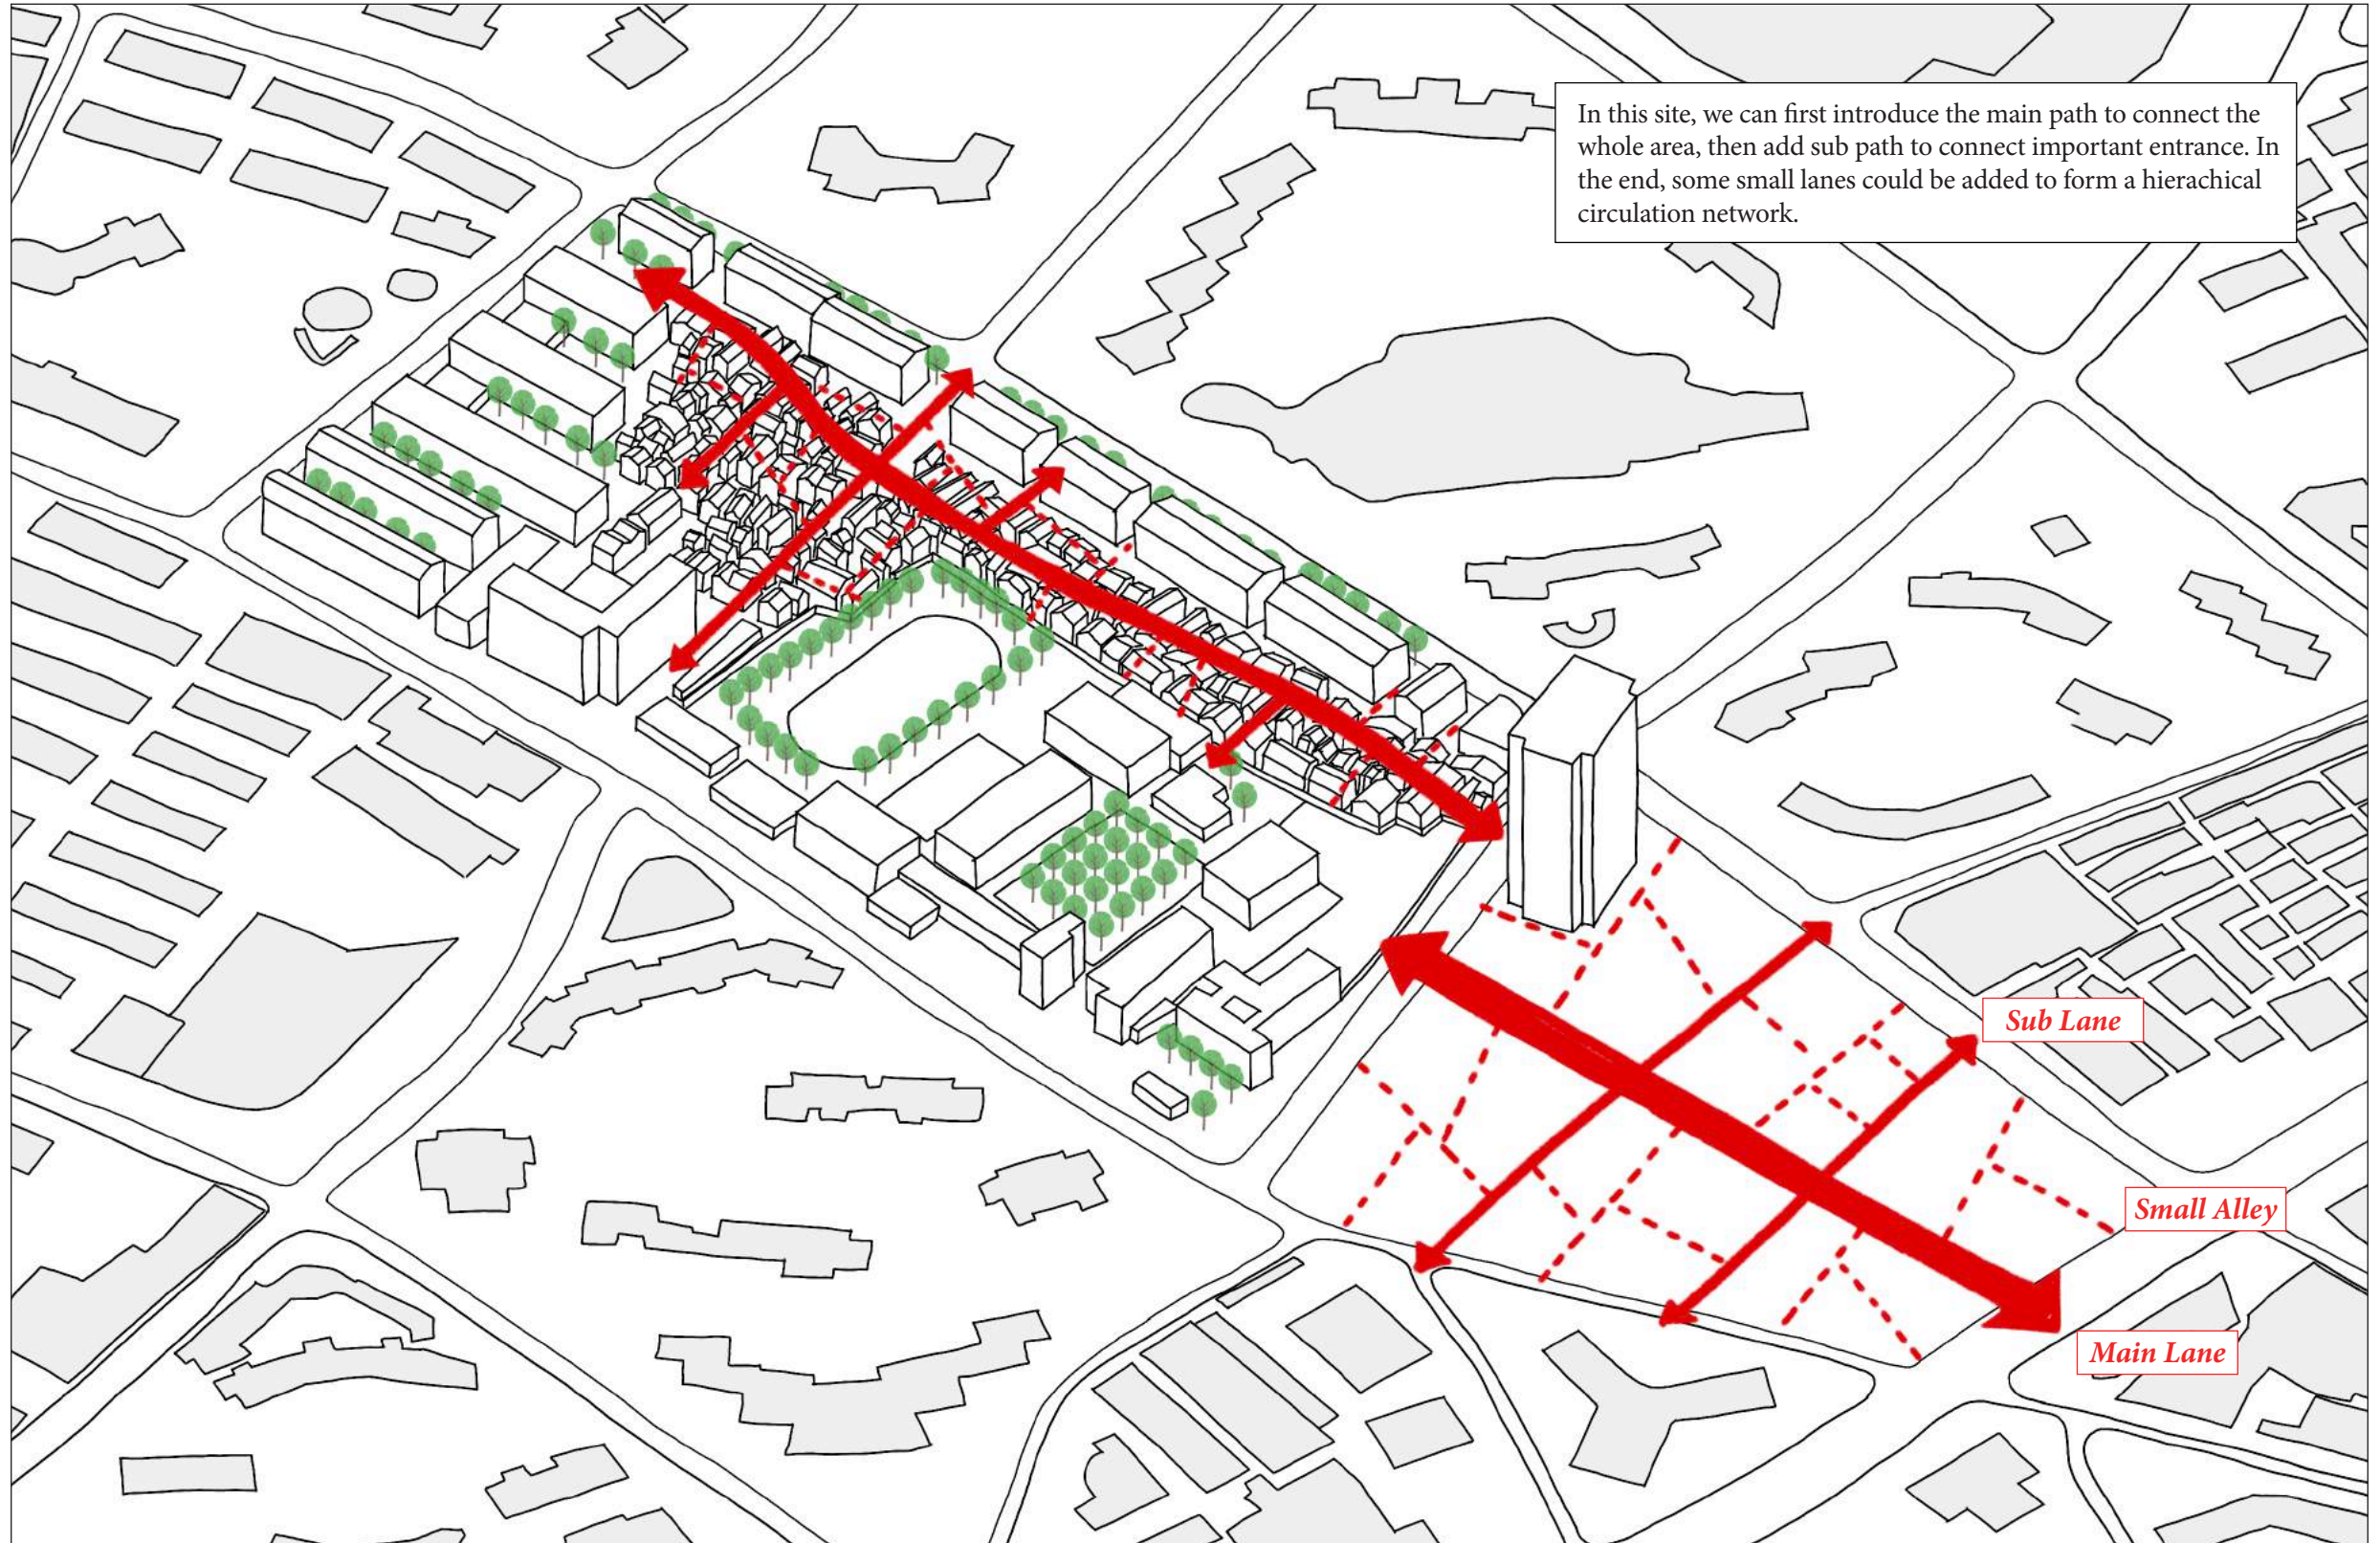 In this site, we can first introduce the main path to connect the
whole area, then add sub path to connect important entrance. In
the end, some small lanes could be added to form a hierachical
circulation network.
Sub Lane
Small Alley
Main Lane